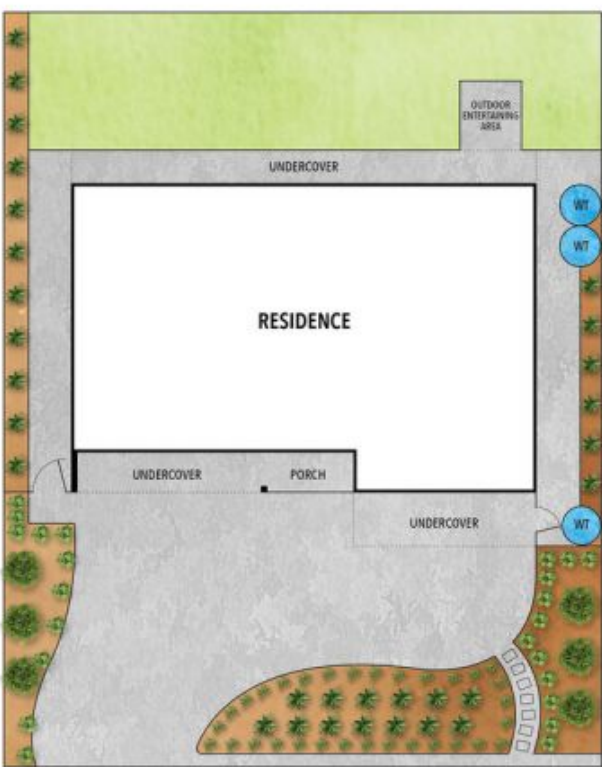 OUTDOOR
ENTERTAINING
AREA
UNDERCOVER
WT
WT
RESIDENCE
UNDERCOVER
PORCH
UNDERCOVER
WT